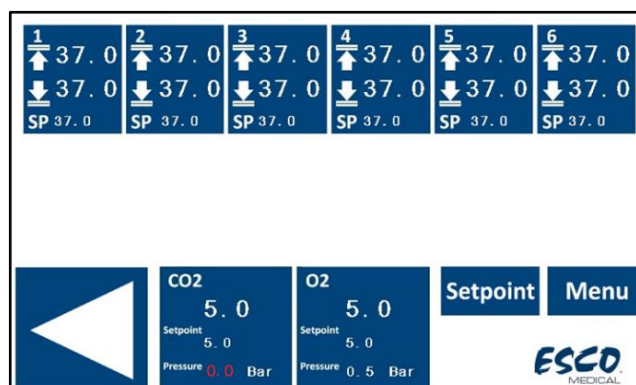 1 2 3 4 5 6
37.0 37.0 37.0 37.0 37.0 37.0
37.0 37.0 37.0 37.0 37.0 37.0
SP 37.0 SP 37.0 SP 37.0 SP 37.0 SP 37.0 SP 37.0
CO2
5.0
Setpoint
5.0
Pressure 0.0 Bar
O2
5.0
Setpoint
5.0
Pressure 0.5 Bar
Setpoint
Menu
ESCO
MEDICAL